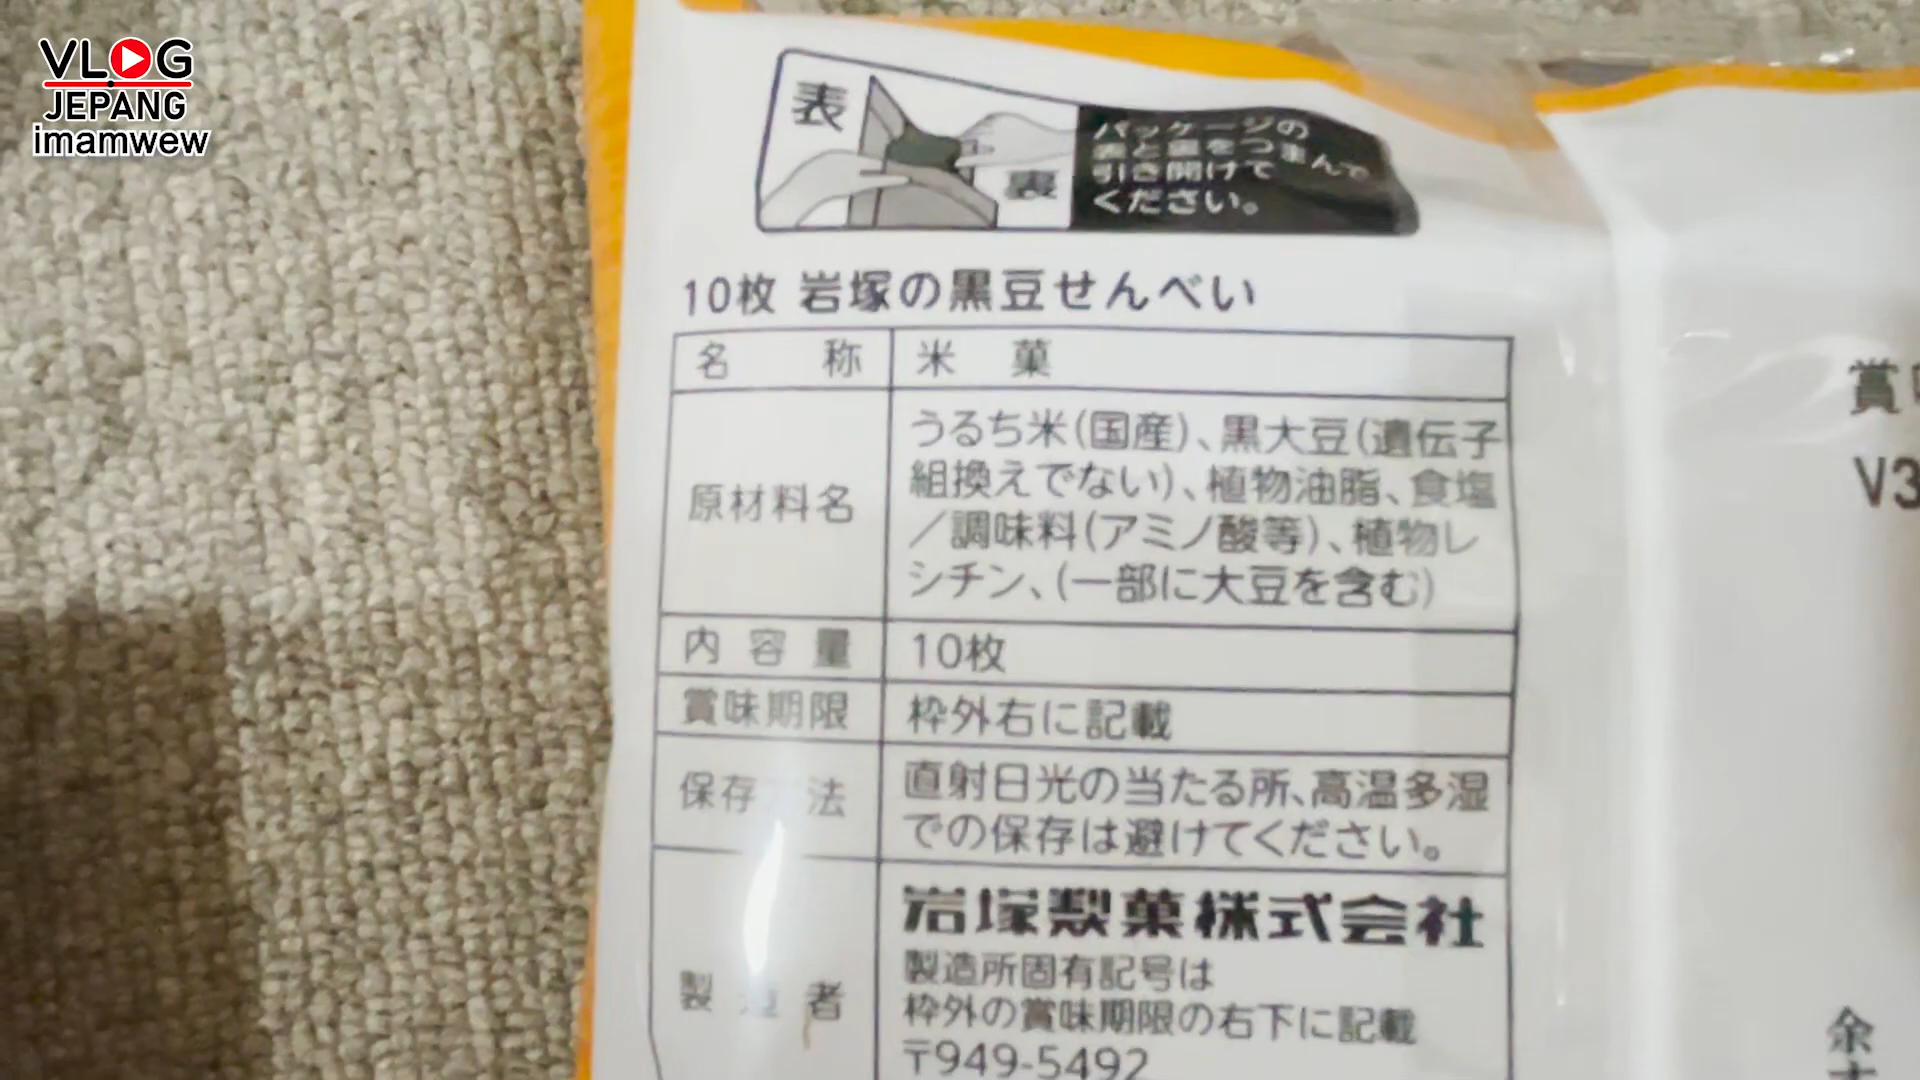 VLOG
JEPANG
imamwew
表
裏
パッケージの
表と裏をつまんで
引き開けて
ください。
10枚 岩塚の黒豆せんべい
名称 米菓
原材料名
うるち米(国産)、黒大豆(遺伝子
組換えでない)、植物油脂、食塩
/調味料(アミノ酸等)、植物レ
シチン、(一部に大豆を含む)
内容量 10枚
賞味期限 枠外右に記載
保存方法
直射日光の当たる所、高温多湿
での保存は避けてください。
製造者
岩塚製菓株式会社
製造所固有記号は
枠外の賞味期限の右下に記載
〒949-5492
賞
V3
余